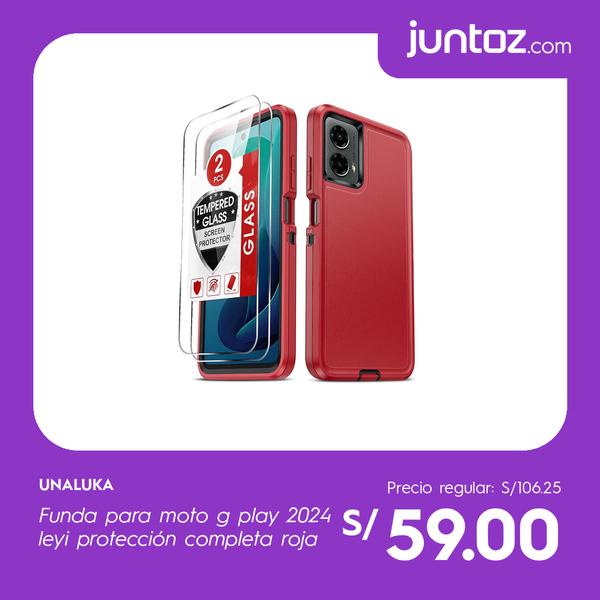 juntoz.com
2
PCS
TEMPERED
GLASS
SCREEN
PROTECTOR
GLASS
UNALUKA
Precio regular: S/106.25
Funda para moto g play 2024
leyi protección completa roja
S/ 59.00